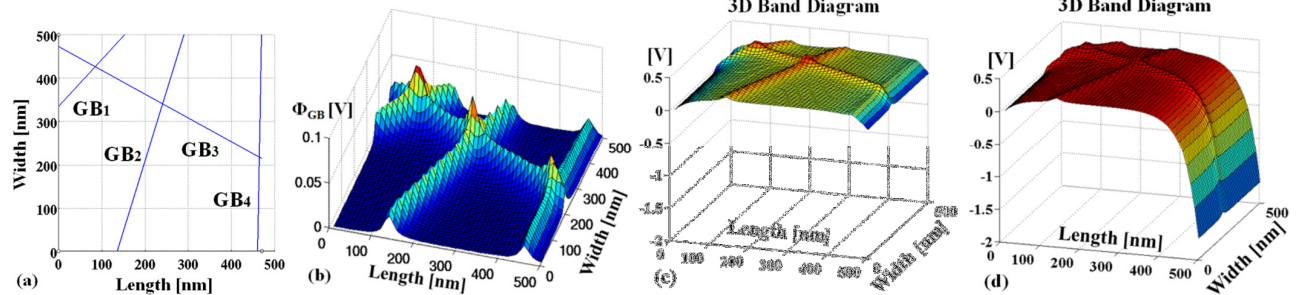 500
400
300
200
100
0
Width [nm]
GB1
GB2
GB3
GB4
0 100 200 300 400 500
Length [nm]
(a)
Φ_GB [V]
0.1
0.05
0
0 100 200 300 400 500
Length [nm]
0 100 200 300 400 500
Width [nm]
(b)
3D Band Diagram
[V]
0.5
0
-0.5
-1
-1.5
-2
0 100 200 300 400 500
Length [nm]
0 500
Width [nm]
(c)
3D Band Diagram
[V]
0.5
0
-0.5
-1
-1.5
-2
0 100 200 300 400 500
Length [nm]
0 500
Width [nm]
(d)